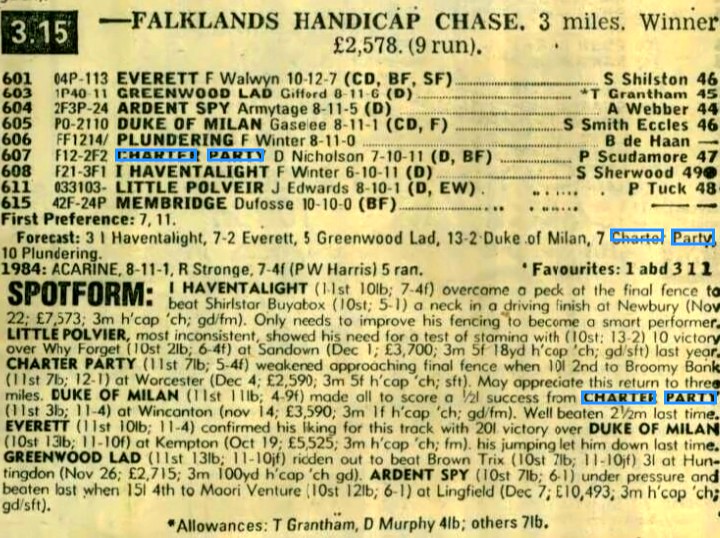 3.15 —FALKLANDS HANDICAP CHASE. 3 miles. Winner
£2,578. (9 run).
601 04P-113 EVERETT F Walwyn 10-12-7 (CD, BF, SF) S Shilston 46
603 1P40-11 GREENWOOD LAD Gifford 8-11-6 (D) *T Grantham 45
604 2F3P-24 ARDENT SPY Armytage 8-11-5 (D) A Webber 44
605 P0-2110 DUKE OF MILAN Gaselee 8-11-1 (CD, F) S Smith Eccles 46
606 FF1214/ PLUNDERING F Winter 8-11-0 B de Haan —
607 F12-2F2 CHARTER PARTY D Nicholson 7-10-11 (D, BF) P Scudamore 47
608 F21-3F1 I HAVENTALIGHT F Winter 6-10-11 (D) S Sherwood 49●
611 033103- LITTLE POLVEIR J Edwards 8-10-1 (D, EW) P Tuck 48
615 42F-24P MEMBRIDGE Dufosse 10-10-0 (BF) — —
First Preference: 7, 11.
Forecast: 3 I Haventalight, 7-2 Everett, 5 Greenwood Lad, 13-2 Duke of Milan, 7 Charter Party,
10 Plundering.
1984: ACARINE, 8-11-1, R Stronge, 7-4f (P W Harris) 5 ran. * Favourites: 1 abd 3 1 1
SPOTFORM: I HAVENTALIGHT (11st 10lb; 7-4f) overcame a peck at the final fence to
beat Shirlstar Buyabox (10st; 5-1) a neck in a driving finish at Newbury (Nov
22; £7,573; 3m h'cap 'ch; gd/fm). Only needs to improve his fencing to become a smart performer.
LITTLE POLVIER, most inconsistent, showed his need for a test of stamina with (10st; 13-2) 10 victory
over Why Forget (10st 2lb; 6-4f) at Sandown (Dec 1; £3,700; 3m 5f 18yd h'cap 'ch; gd/sft) last year.
CHARTER PARTY (11st 7lb; 5-4f) weakened approaching final fence when 10l 2nd to Broomy Bank
(11st 7lb; 12-1) at Worcester (Dec 4; £2,590; 3m 5f h'cap 'ch; sft). May appreciate this return to three
miles. DUKE OF MILAN (11st 11lb; 4-9f) made all to score a ½l success from CHARTER PARTY
(11st 3lb; 11-4) at Wincanton (nov 14; £3,590; 3m 1f h'cap 'ch; gd/fm). Well beaten 2½m last time.
EVERETT (11st 10lb; 11-4) confirmed his liking for this track with 20l victory over DUKE OF MILAN
(10st 13lb; 11-10f) at Kempton (Oct 19; £5,525; 3m h'cap 'ch; fm). his jumping let him down last time.
GREENWOOD LAD (11st 13lb; 11-10jf) ridden out to beat Brown Trix (10st 7lb; 11-10jf) 3l at Hun-
tingdon (Nov 26; £2,715; 3m 100yd h'cap 'ch gd). ARDENT SPY (10st 7lb; 6-1) under pressure and
beaten last when 15l 4th to Maori Venture (10st 12lb; 6-1) at Lingfield (Dec 7; £10,493; 3m h'cap 'ch;
gd/sft).
*Allowances: T Grantham, D Murphy 4lb; others 7lb.